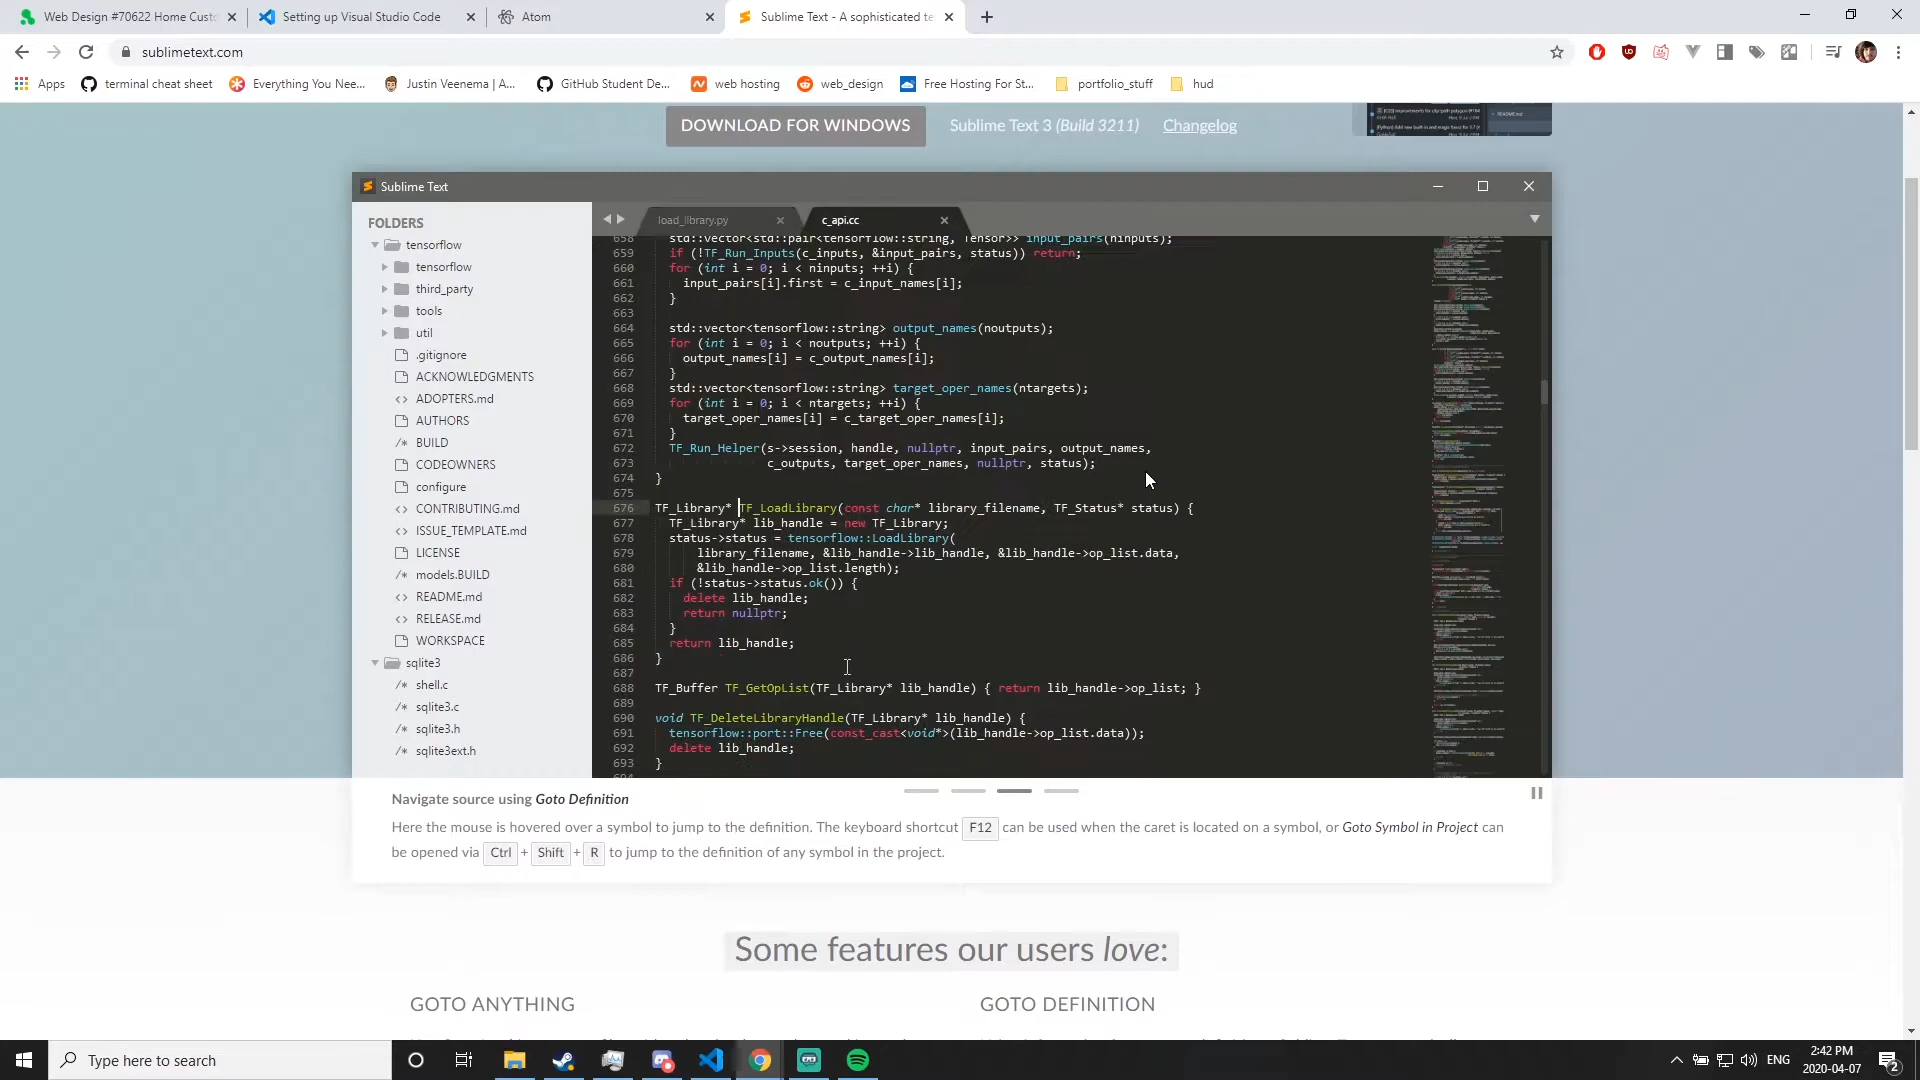 Web Design #70622 Home Custo
Setting up Visual Studio Code
Atom
Sublime Text - A sophisticated te
sublimetext.com
Apps
terminal cheat sheet
Everything You Nee...
Justin Veenema | A...
GitHub Student De...
web hosting
web_design
Free Hosting For St...
portfolio_stuff
hud
DOWNLOAD FOR WINDOWS
Sublime Text 3 (Build 3211)
Changelog
Sublime Text
FOLDERS
tensorflow
tensorflow
third_party
tools
util
.gitignore
ACKNOWLEDGMENTS
<> ADOPTERS.md
AUTHORS
/* BUILD
CODEOWNERS
configure
<> CONTRIBUTING.md
<> ISSUE_TEMPLATE.md
LICENSE
/* models.BUILD
<> README.md
<> RELEASE.md
WORKSPACE
sqlite3
/* shell.c
/* sqlite3.c
/* sqlite3.h
/* sqlite3ext.h
load_library.py
c_api.cc
658 std::vector<std::pair<tensorflow::string, Tensor>> input_pairs(ninputs);
659 if (!TF_Run_Inputs(c_inputs, &input_pairs, status)) return;
660 for (int i = 0; i < ninputs; ++i) {
661 input_pairs[i].first = c_input_names[i];
662 }
663
664 std::vector<tensorflow::string> output_names(noutputs);
665 for (int i = 0; i < noutputs; ++i) {
666 output_names[i] = c_output_names[i];
667 }
668 std::vector<tensorflow::string> target_oper_names(ntargets);
669 for (int i = 0; i < ntargets; ++i) {
670 target_oper_names[i] = c_target_oper_names[i];
671 }
672 TF_Run_Helper(s->session, handle, nullptr, input_pairs, output_names,
673 c_outputs, target_oper_names, nullptr, status);
674 }
675
676 TF_Library* TF_LoadLibrary(const char* library_filename, TF_Status* status) {
677 TF_Library* lib_handle = new TF_Library;
678 status->status = tensorflow::LoadLibrary(
679 library_filename, &lib_handle->lib_handle, &lib_handle->op_list.data,
680 &lib_handle->op_list.length);
681 if (!status->status.ok()) {
682 delete lib_handle;
683 return nullptr;
684 }
685 return lib_handle;
686 }
687
688 TF_Buffer TF_GetOpList(TF_Library* lib_handle) { return lib_handle->op_list; }
689
690 void TF_DeleteLibraryHandle(TF_Library* lib_handle) {
691 tensorflow::port::Free(const_cast<void*>(lib_handle->op_list.data));
692 delete lib_handle;
693 }
Navigate source using Goto Definition
Here the mouse is hovered over a symbol to jump to the definition. The keyboard shortcut F12 can be used when the caret is located on a symbol, or Goto Symbol in Project can
be opened via Ctrl + Shift + R to jump to the definition of any symbol in the project.
Some features our users love:
GOTO ANYTHING
GOTO DEFINITION
Type here to search
ENG
2:42 PM
2020-04-07
2